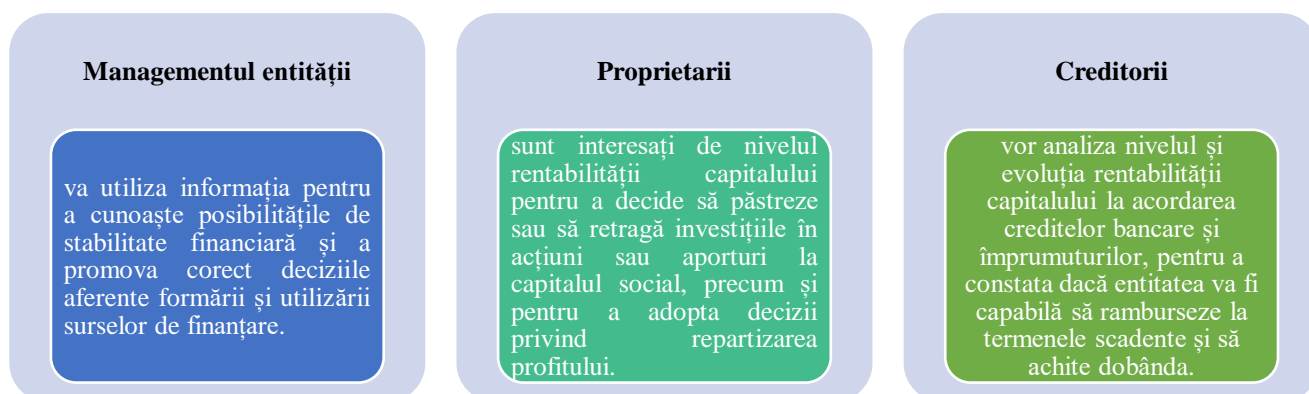 Managementul entității
va utiliza informația pentru
a cunoaște posibilitățile de
stabilitate financiară și a
promova corect deciziile
aferente formării și utilizării
surselor de finanțare.
Proprietarii
sunt interesați de nivelul
rentabilității capitalului
pentru a decide să păstreze
sau să retragă investițiile în
acțiuni sau aporturi la
capitalul social, precum și
pentru a adopta decizii
privind repartizarea
profitului.
Creditorii
vor analiza nivelul și
evoluția rentabilității
capitalului la acordarea
creditelor bancare și
împrumuturilor, pentru a
constata dacă entitatea va fi
capabilă să ramburseze la
termenele scadente și să
achite dobânda.